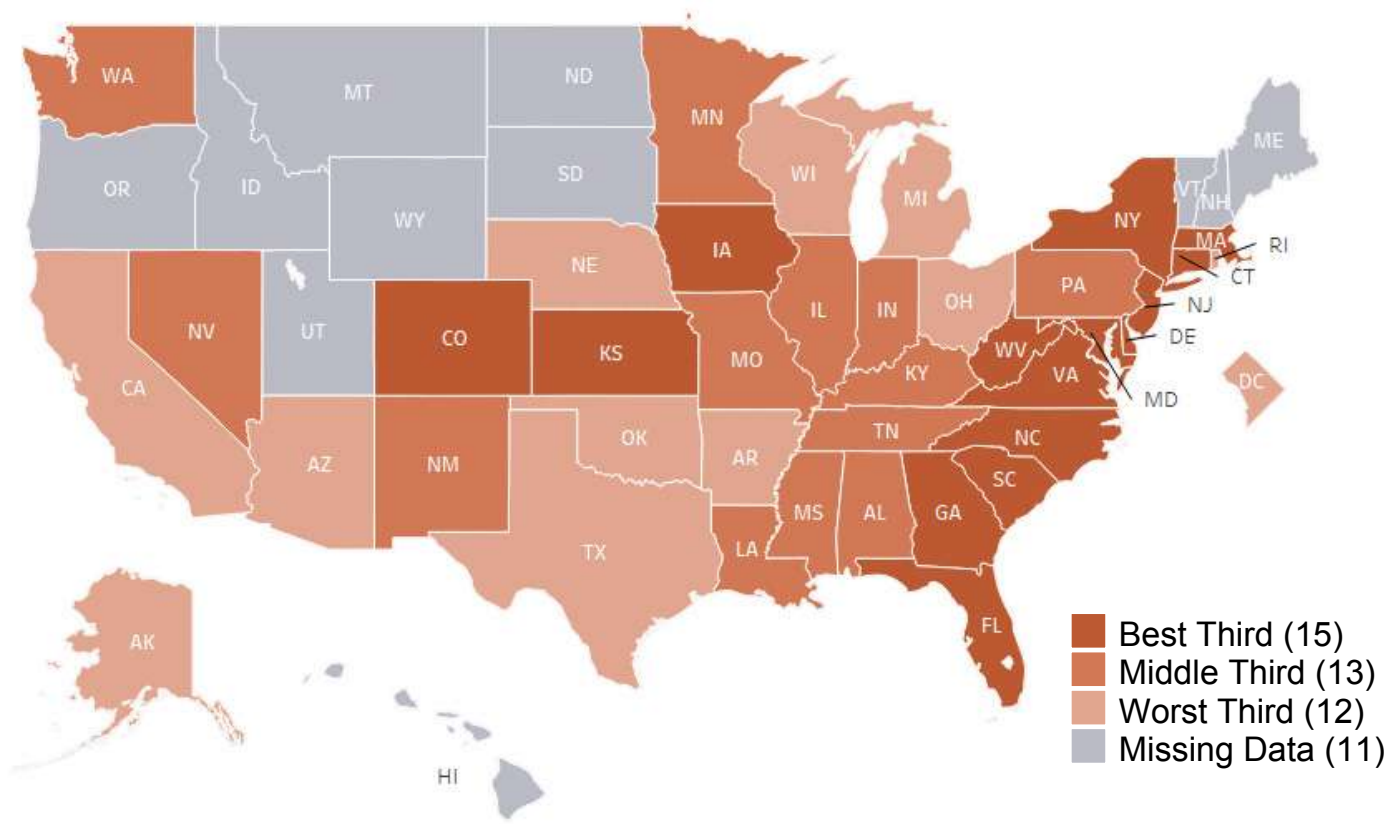 WA
MT
ND
MN
ME
OR
ID
SD
WI
MI
VT
NH
WY
NY
IA
MA
RI
CT
NE
PA
NV
UT
CO
KS
IL
IN
OH
NJ
DE
WV
VA
MD
DC
CA
MO
KY
AZ
NM
OK
AR
TN
NC
SC
MS
AL
GA
TX
LA
FL
AK
HI
Best Third (15)
Middle Third (13)
Worst Third (12)
Missing Data (11)